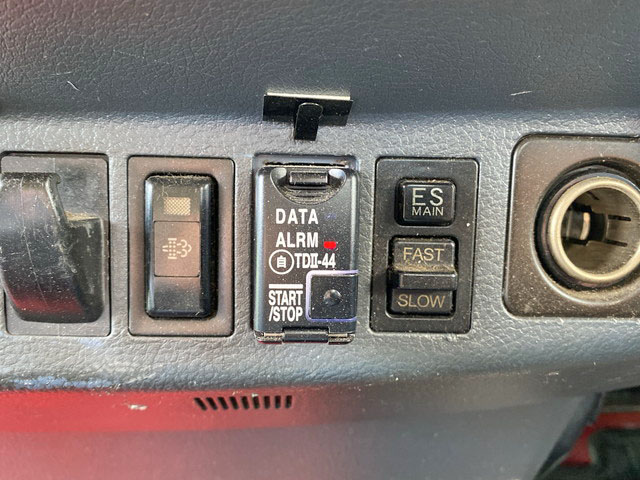 DATA
ALRM
自 TDII-44
START
/STOP
ES
MAIN
FAST
SLOW